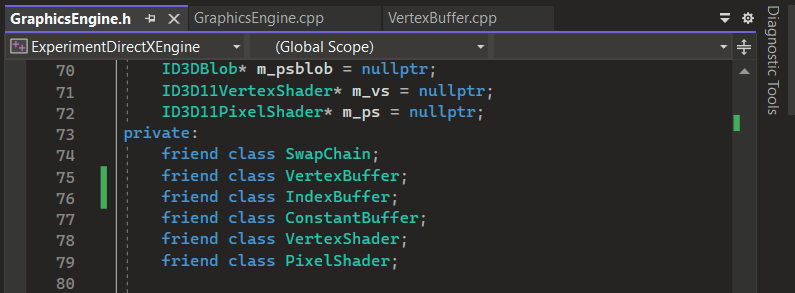 GraphicsEngine.h GraphicsEngine.cpp VertexBuffer.cpp
ExperimentDirectXEngine (Global Scope)
70 ID3DBlob* m_psblob = nullptr;
71 ID3D11VertexShader* m_vs = nullptr;
72 ID3D11PixelShader* m_ps = nullptr;
73 private:
74 friend class SwapChain;
75 friend class VertexBuffer;
76 friend class IndexBuffer;
77 friend class ConstantBuffer;
78 friend class VertexShader;
79 friend class PixelShader;
80
Diagnostic Tools